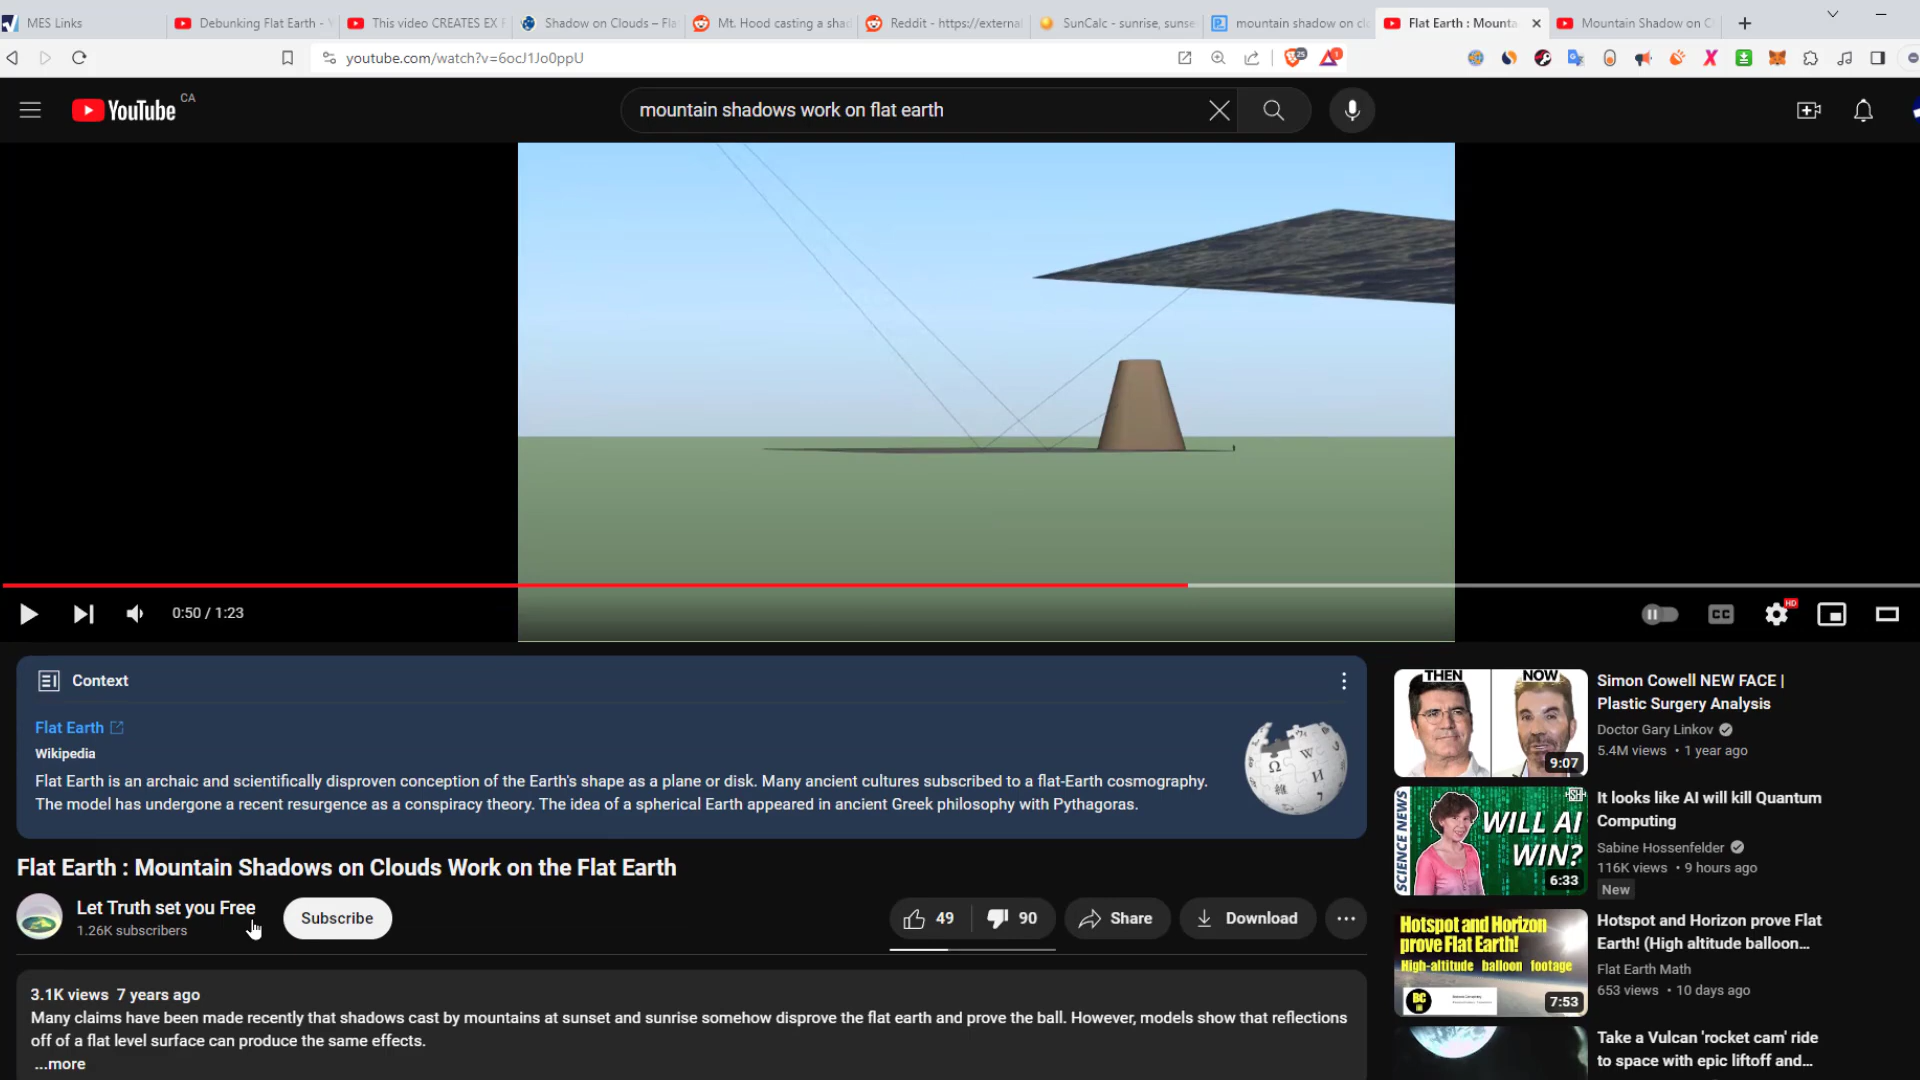 MES Links
Debunking Flat Earth -
This video CREATES EX
Shadow on Clouds – Fla
Mt. Hood casting a sha
Reddit - https://externa
SunCalc - sunrise, sunse
mountain shadow on cl
Flat Earth : Mounta
Mountain Shadow on C
youtube.com/watch?v=6ocJ1Jo0ppU
25
1
YouTube CA
mountain shadows work on flat earth
0:50 / 1:23
CC
HD
Context
Flat Earth
Wikipedia
Flat Earth is an archaic and scientifically disproven conception of the Earth's shape as a plane or disk. Many ancient cultures subscribed to a flat-Earth cosmography.
The model has undergone a recent resurgence as a conspiracy theory. The idea of a spherical Earth appeared in ancient Greek philosophy with Pythagoras.
Flat Earth : Mountain Shadows on Clouds Work on the Flat Earth
Let Truth set you Free
1.26K subscribers
Subscribe
49
90
Share
Download
3.1K views 7 years ago
Many claims have been made recently that shadows cast by mountains at sunset and sunrise somehow disprove the flat earth and prove the ball. However, models show that reflections
off of a flat level surface can produce the same effects.
...more
THEN NOW
9:07
Simon Cowell NEW FACE |
Plastic Surgery Analysis
Doctor Gary Linkov
5.4M views • 1 year ago
SCIENCE NEWS
WILL AI
WIN?
6:33
It looks like AI will kill Quantum
Computing
Sabine Hossenfelder
116K views • 9 hours ago
New
Hotspot and Horizon
prove Flat Earth!
High-altitude balloon footage
BC
7:53
Hotspot and Horizon prove Flat
Earth! (High altitude balloon...
Flat Earth Math
653 views • 10 days ago
Take a Vulcan 'rocket cam' ride
to space with epic liftoff and...